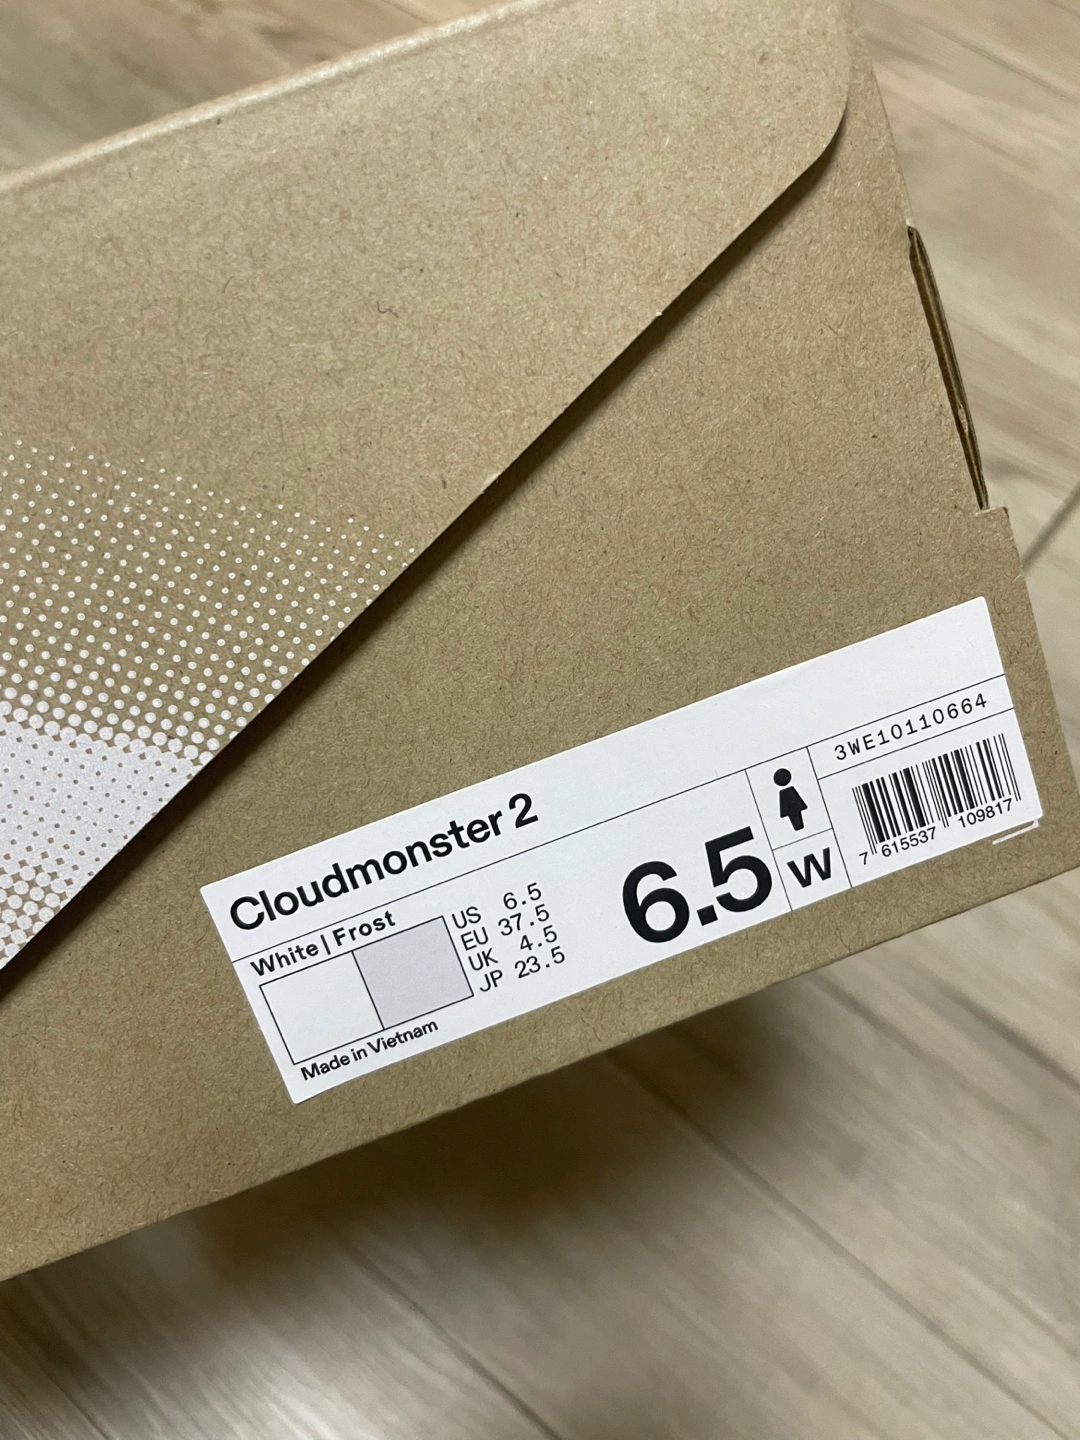 Cloudmonster 2
White | Frost
US 6.5
EU 37.5
UK 4.5
JP 23.5
Made in Vietnam
6.5
W
3WE10110664
7 615537 109817